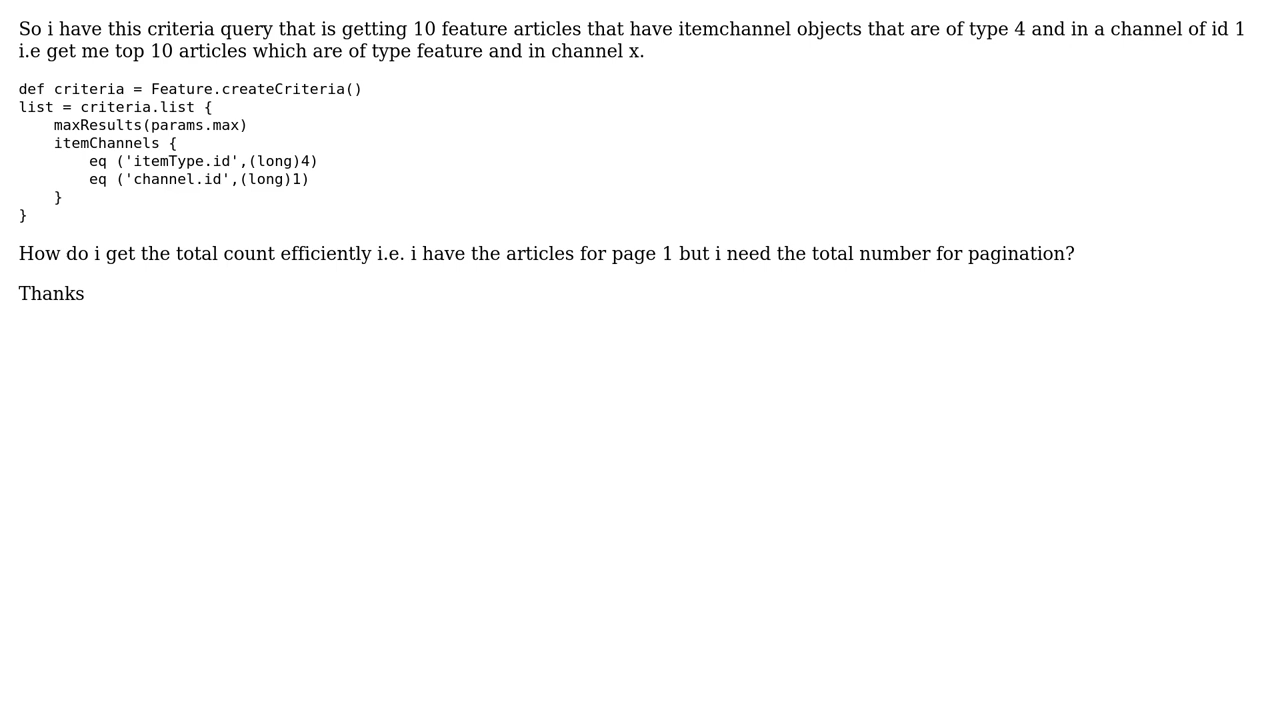 So i have this criteria query that is getting 10 feature articles that have itemchannel objects that are of type 4 and in a channel of id 1
i.e get me top 10 articles which are of type feature and in channel x.
def criteria = Feature.createCriteria()
list = criteria.list {
    maxResults(params.max)
    itemChannels {
        eq ('itemType.id',(long)4)
        eq ('channel.id',(long)1)
    }
}
How do i get the total count efficiently i.e. i have the articles for page 1 but i need the total number for pagination?
Thanks